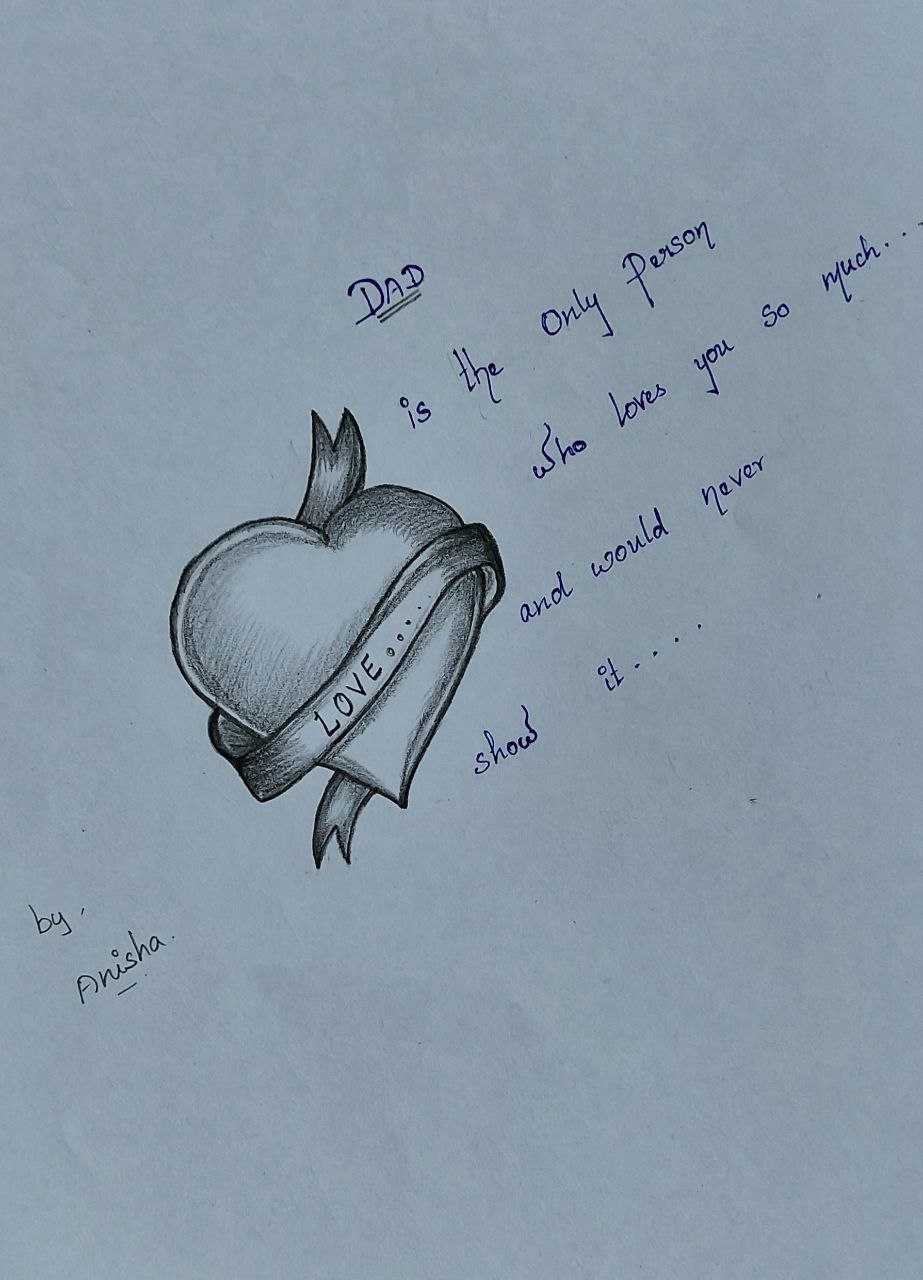 DAD
is the Only Person
who loves you so much...
and would never
show it....
LOVE.....
by,
Anisha.